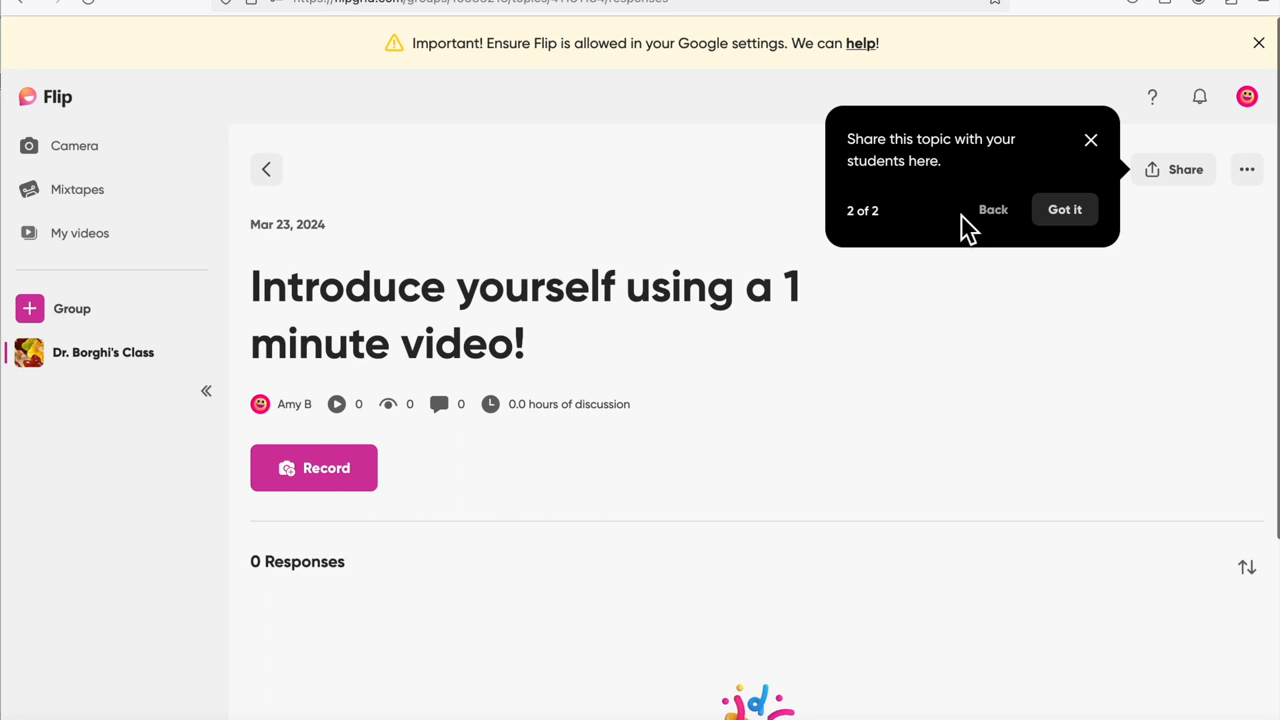 Important! Ensure Flip is allowed in your Google settings. We can help!
Flip
Camera
Mixtapes
My videos
Group
Dr. Borghi's Class
Share this topic with your
students here.
2 of 2
Back
Got it
Share
Mar 23, 2024
Introduce yourself using a 1
minute video!
Amy B 0 0 0 0.0 hours of discussion
Record
0 Responses